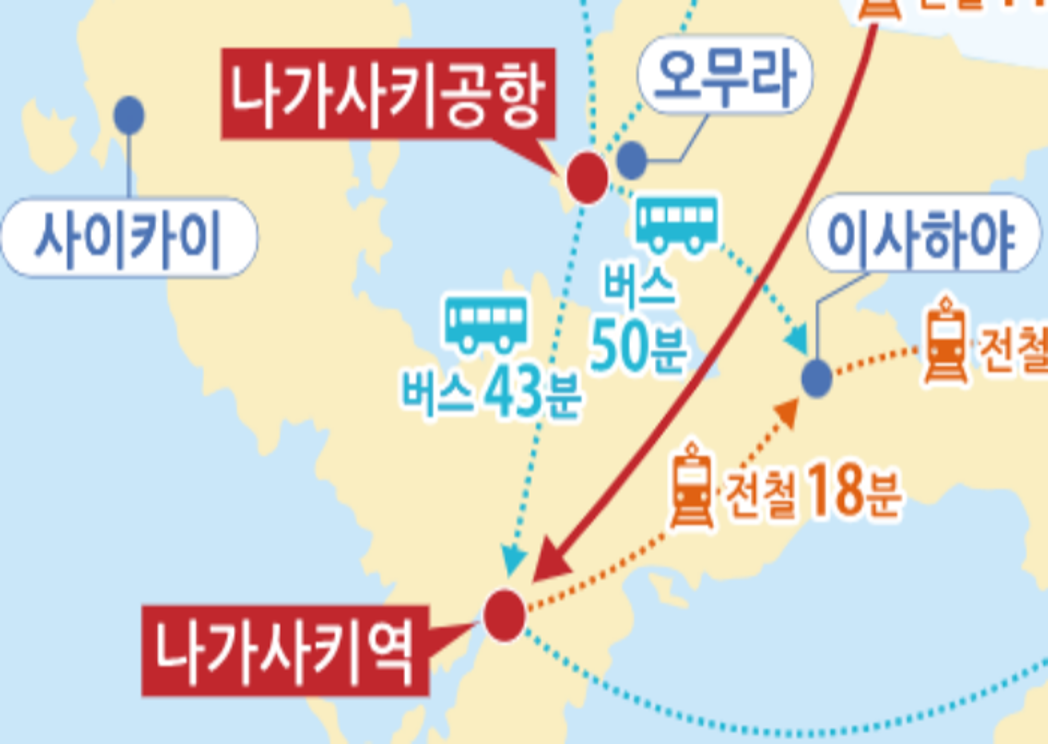 나가사키공항
오무라
사이카이
이사하야
버스
50분
버스 43분
전철
전철 18분
나가사키역